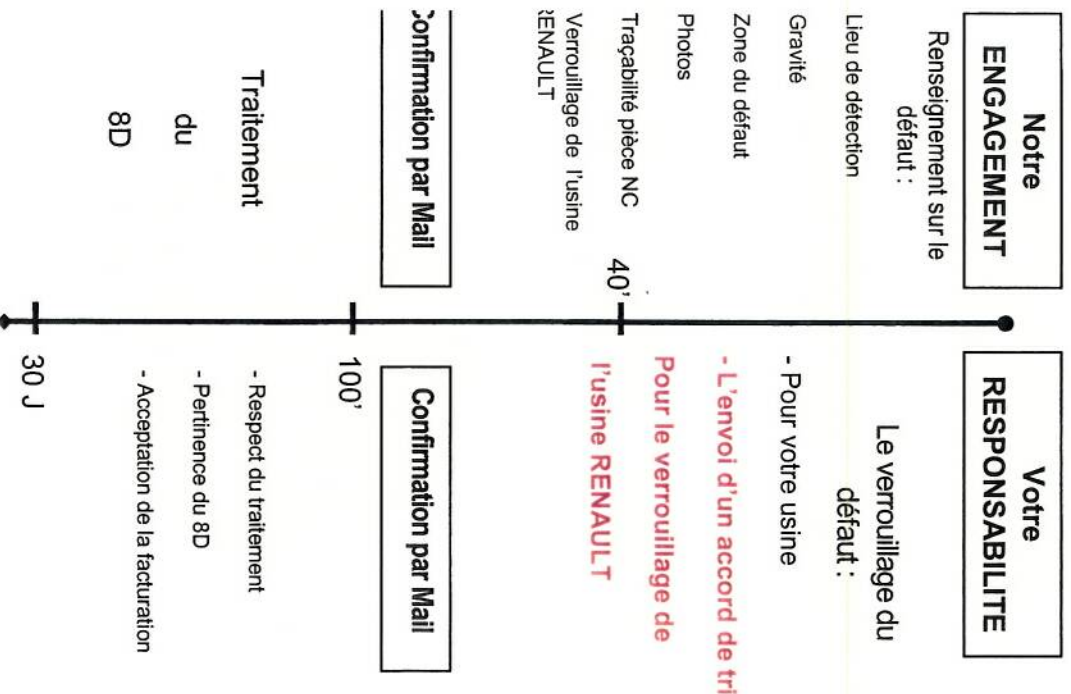 Notre
ENGAGEMENT
Renseignement sur le
défaut :
Lieu de détection
Gravité
Zone du défaut
Photos
Traçabilité pièce NC
Verrouillage de l'usine
RENAULT
Confirmation par Mail
Traitement
du
8D
40'
100'
30 J
Votre
RESPONSABILITE
Le verrouillage du
défaut :
- Pour votre usine
- L'envoi d'un accord de tri
Pour le verrouillage de
l'usine RENAULT
Confirmation par Mail
- Respect du traitement
- Pertinence du 8D
- Acceptation de la facturation